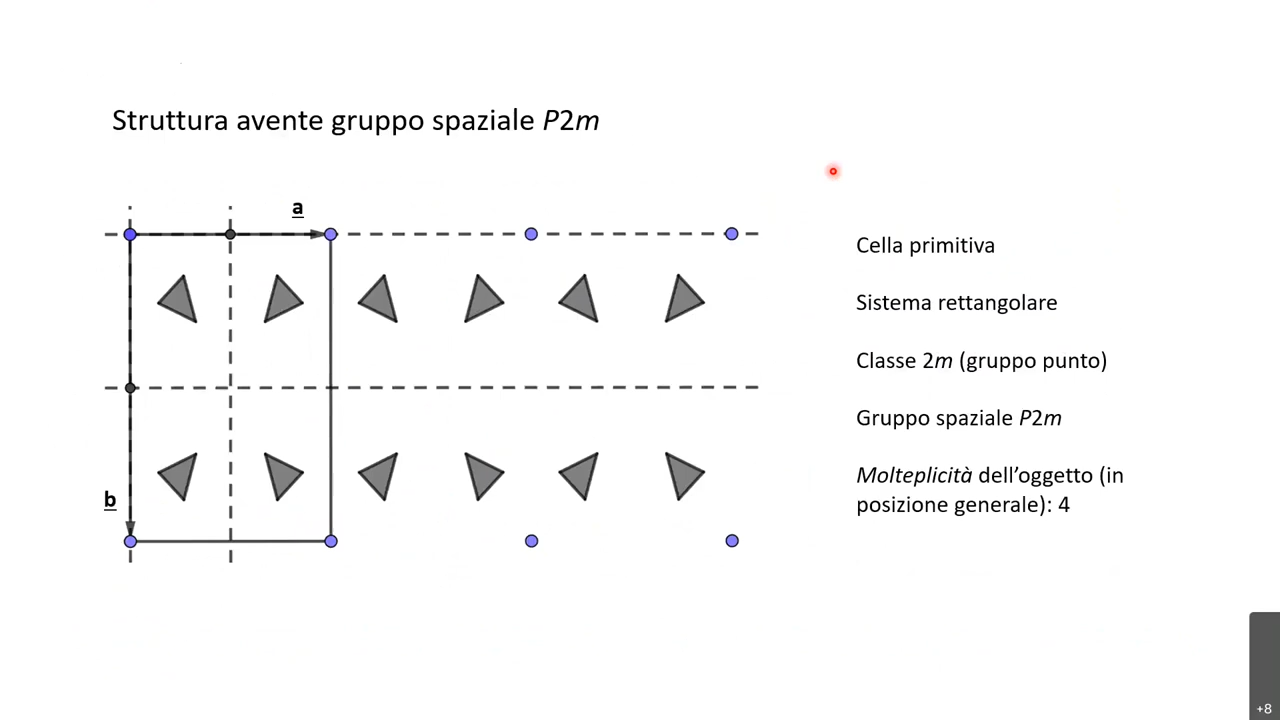 Struttura avente gruppo spaziale P2m
a
b
Cella primitiva
Sistema rettangolare
Classe 2m (gruppo punto)
Gruppo spaziale P2m
Molteplicità dell’oggetto (in
posizione generale): 4
+8